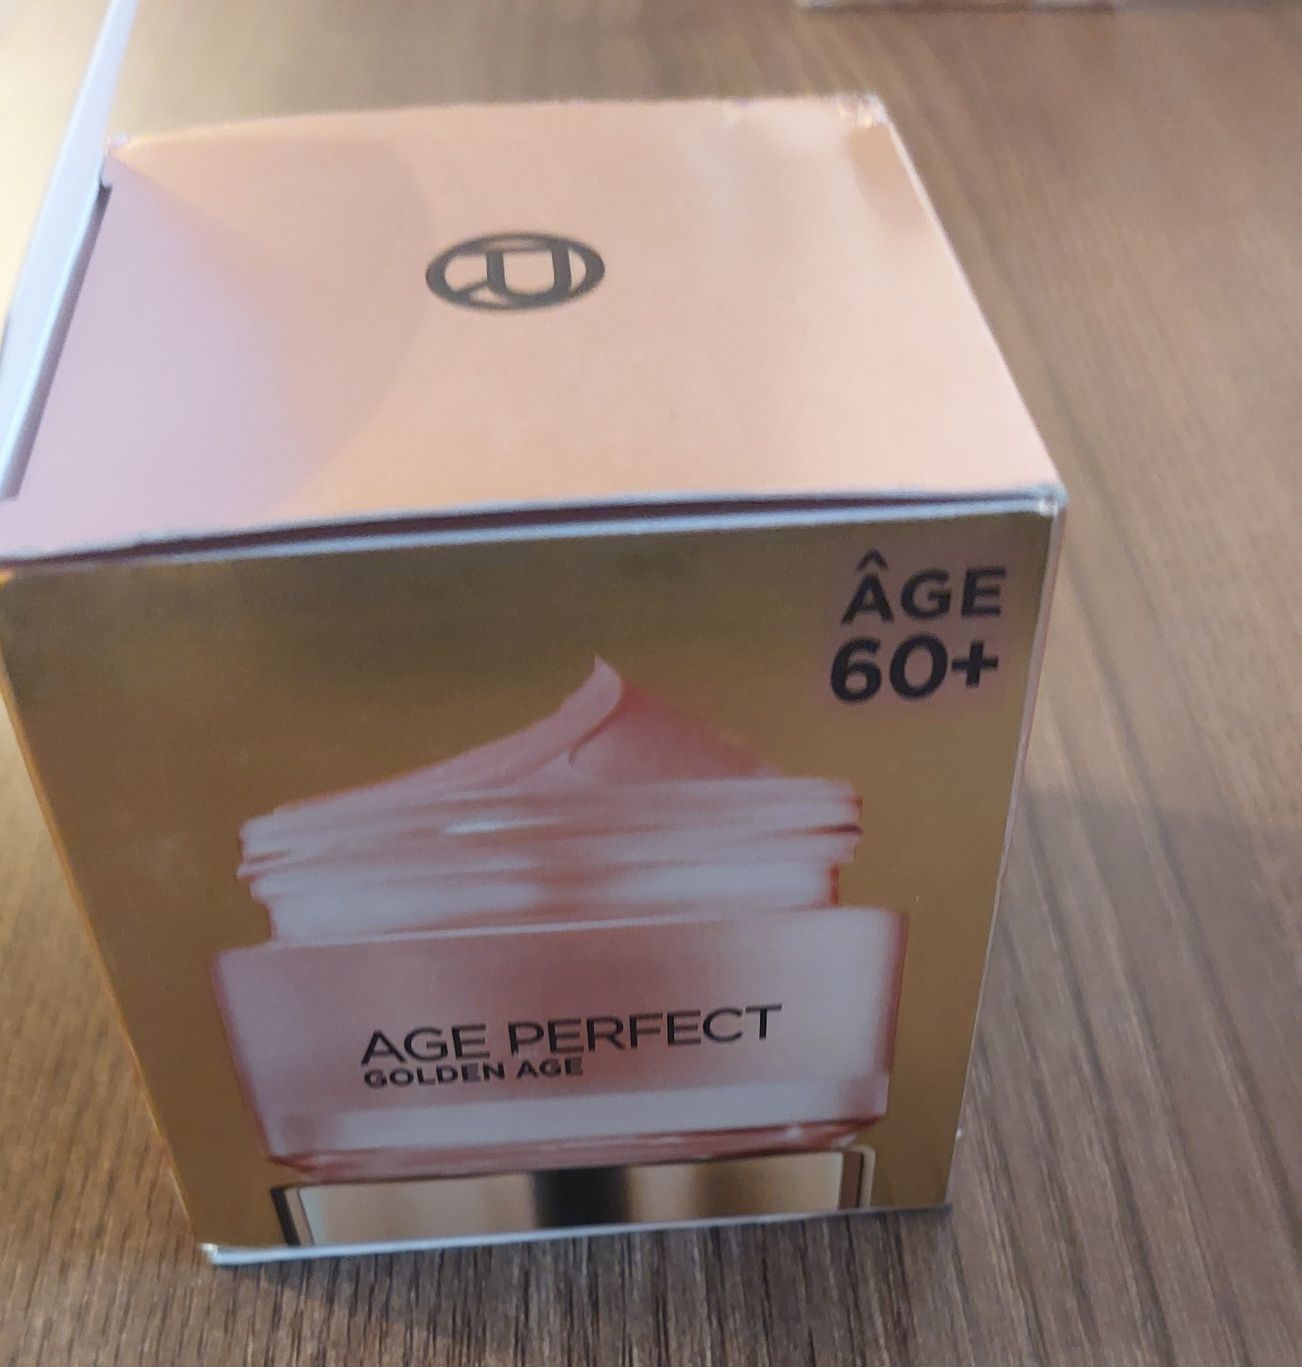 ÂGE
60+
AGE PERFECT
GOLDEN AGE